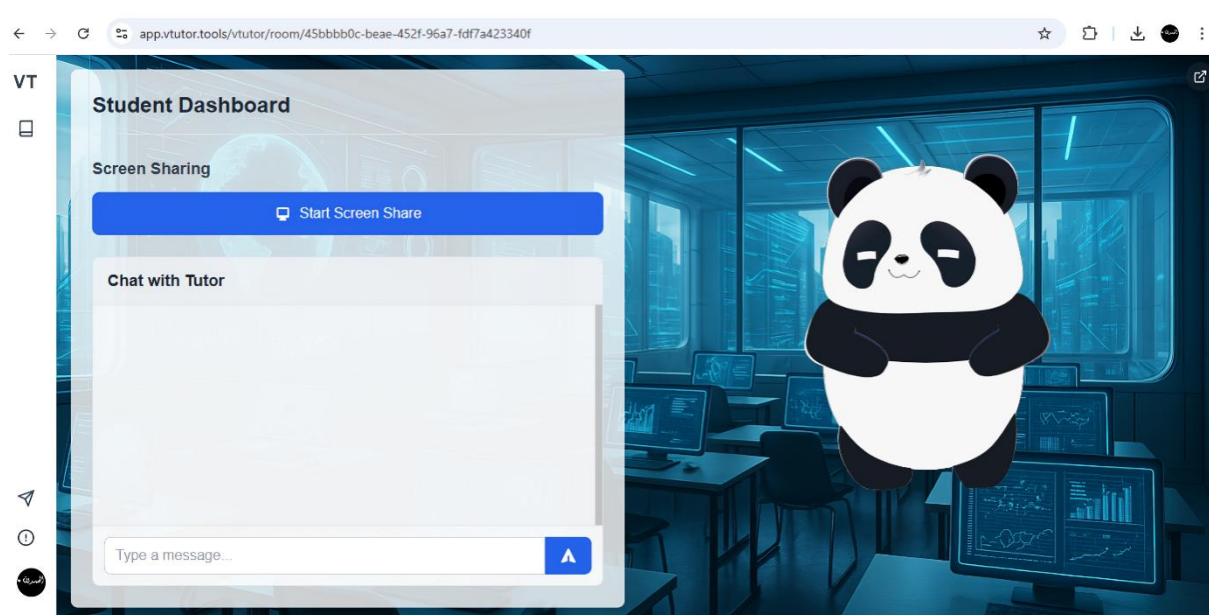 app.vtutor.tools/vtutor/room/45bbbb0c-beae-452f-96a7-fdf7a423340f
VT
Student Dashboard
Screen Sharing
Start Screen Share
Chat with Tutor
Type a message...